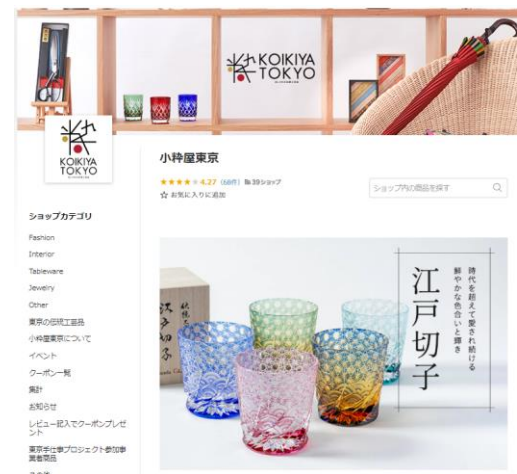 KOIKIYA
TOKYO
KOIKIYA
TOKYO
小粋屋東京
4.27 (68件) 39ショップ
お気に入りに追加
ショップ内の商品を探す
ショップカテゴリ
Fashion
Interior
Tableware
Jewelry
Other
東京の伝統工芸品
小粋屋東京について
イベント
クーポン一覧
集計
お知らせ
レビュー記入でクーポンプレゼ
ント
東京手仕事プロジェクト参加事
業者商品
時代を超えて愛され続ける
鮮やかな色合いと輝き
江戸切子
江戸切子